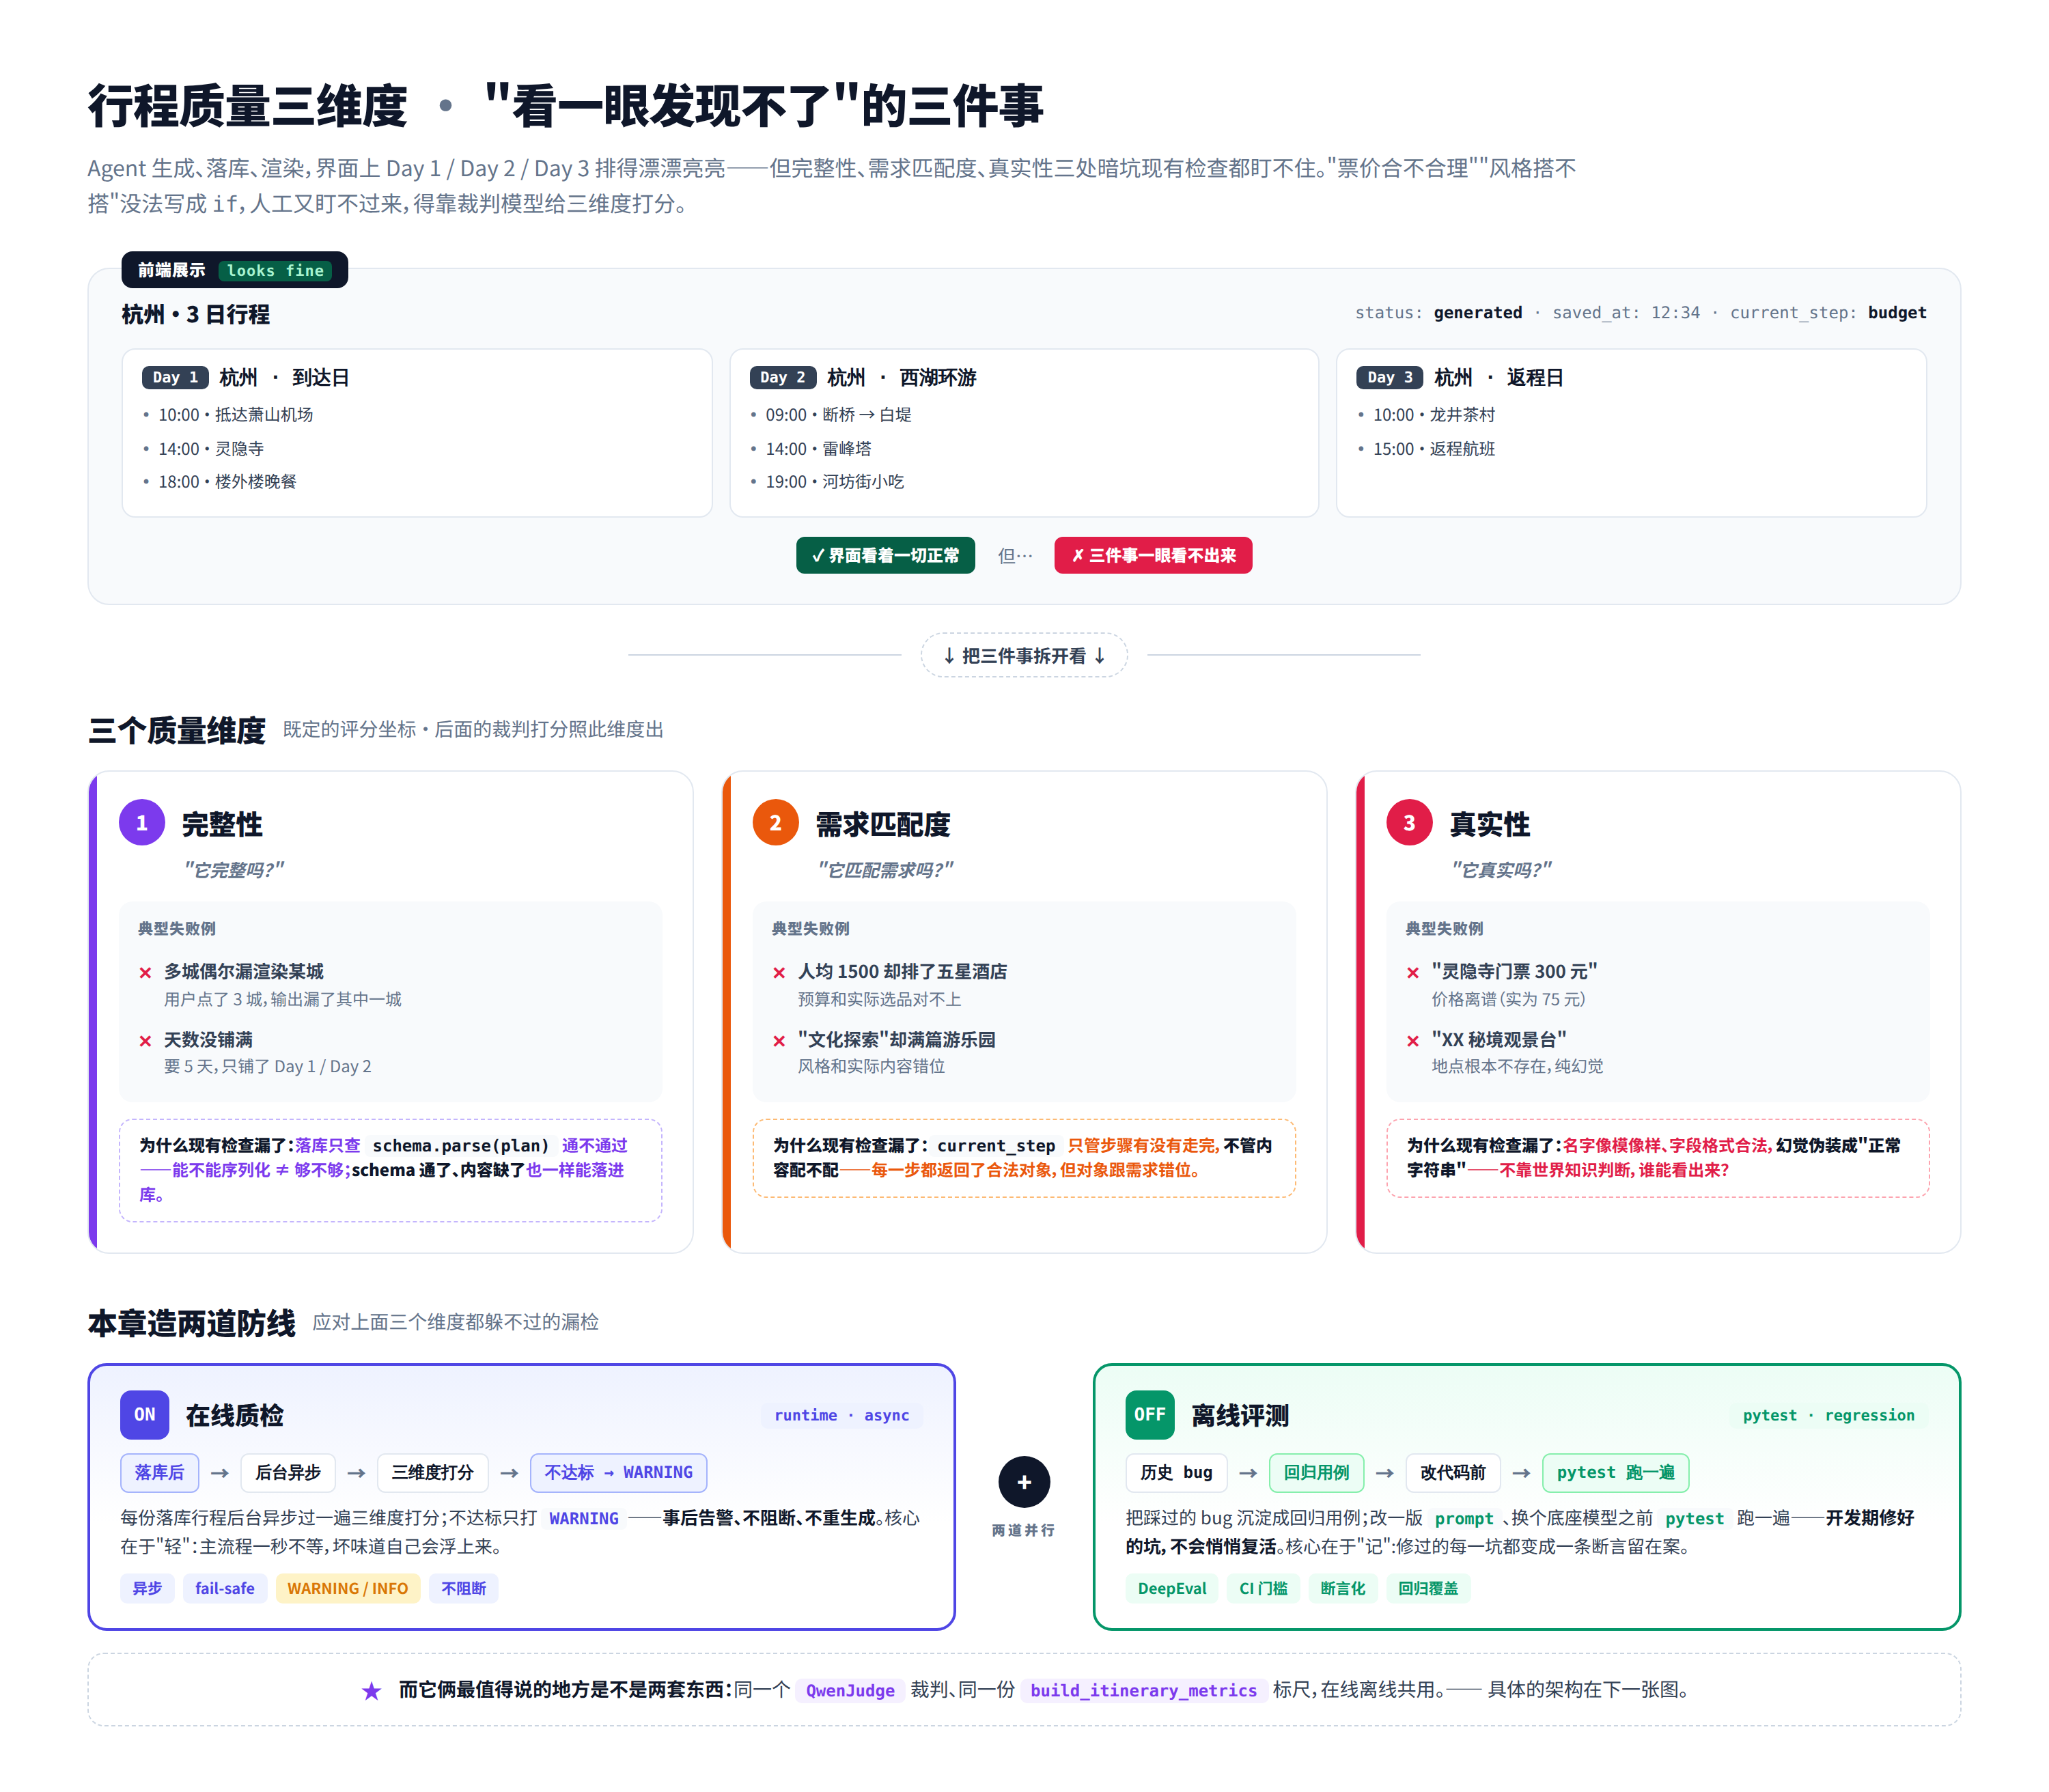 行程质量三维度 · "看一眼发现不了"的三件事
Agent 生成、落库、渲染，界面上 Day 1 / Day 2 / Day 3 排得漂漂亮亮——但完整性、需求匹配度、真实性三处暗坑现有检查都盯不住。"票价合不合理""风格搭不
搭"没法写成 if，人工又盯不过来，得靠裁判模型给三维度打分。
前端展示 looks fine
杭州 · 3 日行程
status: generated · saved_at: 12:34 · current_step: budget
Day 1 杭州 · 到达日
• 10:00 · 抵达萧山机场
• 14:00 · 灵隐寺
• 18:00 · 楼外楼晚餐
Day 2 杭州 · 西湖环游
• 09:00 · 断桥 → 白堤
• 14:00 · 雷峰塔
• 19:00 · 河坊街小吃
Day 3 杭州 · 返程日
• 10:00 · 龙井茶村
• 15:00 · 返程航班
✓ 界面看着一切正常 但… ✗ 三件事一眼看不出来
↓ 把三件事拆开看 ↓
三个质量维度 既定的评分坐标 · 后面的裁判打分照此维度出
1 完整性
"它完整吗？"
典型失败例
✕ 多城偶尔漏渲染某城
用户点了 3 城，输出漏了其中一城
✕ 天数没铺满
要 5 天，只铺了 Day 1 / Day 2
为什么现有检查漏了：落库只查 schema.parse(plan) 通不通过
——能不能序列化 ≠ 够不够；schema 通了、内容缺了也一样能落进
库。
2 需求匹配度
"它匹配需求吗？"
典型失败例
✕ 人均 1500 却排了五星酒店
预算和实际选品对不上
✕ "文化探索"却满篇游乐园
风格和实际内容错位
为什么现有检查漏了：current_step 只管步骤有没有走完，不管内
容配不配——每一步都返回了合法对象，但对象跟需求错位。
3 真实性
"它真实吗？"
典型失败例
✕ "灵隐寺门票 300 元"
价格离谱（实为 75 元）
✕ "XX 秘境观景台"
地点根本不存在，纯幻觉
为什么现有检查漏了：名字像模像样、字段格式合法，幻觉伪装成"正常
字符串"——不靠世界知识判断，谁能看出来？
本章造两道防线 应对上面三个维度都躲不过的漏检
ON 在线质检 runtime · async
落库后 → 后台异步 → 三维度打分 → 不达标 → WARNING
每份落库行程后台异步过一遍三维度打分；不达标只打 WARNING ——事后告警、不阻断、不重生成。核心
在于"轻"：主流程一秒不等，坏味道自己会浮上来。
异步 fail-safe WARNING / INFO 不阻断
+
两道并行
OFF 离线评测 pytest · regression
历史 bug → 回归用例 → 改代码前 → pytest 跑一遍
把踩过的 bug 沉淀成回归用例；改一版 prompt 、换个底座模型之前 pytest 跑一遍——开发期修好
的坑，不会悄悄复活。核心在于"记"：修过的每一坑都变成一条断言留在案。
DeepEval CI 门槛 断言化 回归覆盖
★ 而它俩最值得说的地方是不是两套东西：同一个 QwenJudge 裁判、同一份 build_itinerary_metrics 标尺，在线离线共用。—— 具体的架构在下一张图。